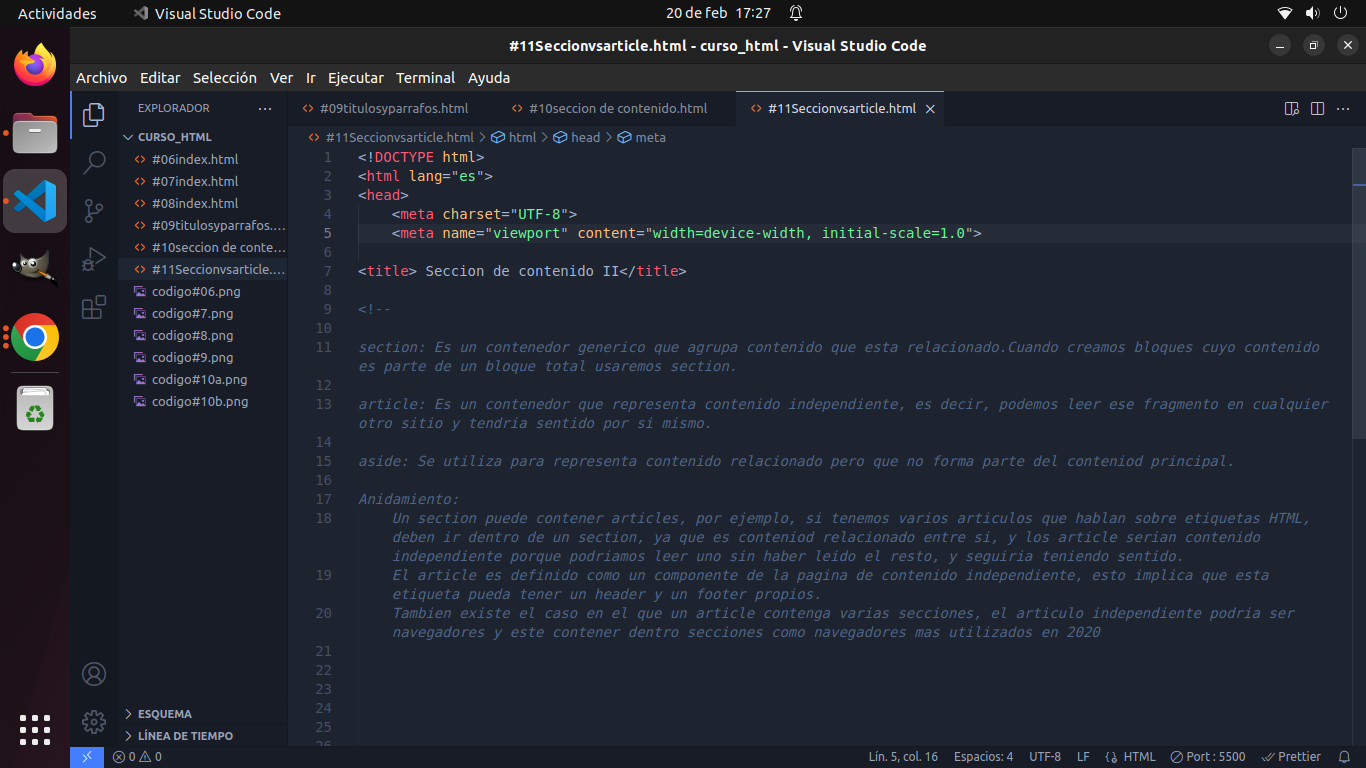 Actividades
Visual Studio Code
20 de feb 17:27
#11Seccionvsarticle.html - curso_html - Visual Studio Code
Archivo Editar Selección Ver Ir Ejecutar Terminal Ayuda
EXPLORADOR
#09titulosyparrafos.html
#10seccion de contenido.html
#11Seccionvsarticle.html
CURSO_HTML
#06index.html
#07index.html
#08index.html
#09titulosyparrafos....
#10seccion de conte...
#11Seccionvsarticle....
codigo#06.png
codigo#7.png
codigo#8.png
codigo#9.png
codigo#10a.png
codigo#10b.png
ESQUEMA
LÍNEA DE TIEMPO
#11Seccionvsarticle.html > html > head > meta
1 <!DOCTYPE html>
2 <html lang="es">
3 <head>
4 <meta charset="UTF-8">
5 <meta name="viewport" content="width=device-width, initial-scale=1.0">
6
7 <title> Seccion de contenido II</title>
8
9 <!--
10
11 section: Es un contenedor generico que agrupa contenido que esta relacionado.Cuando creamos bloques cuyo contenido
es parte de un bloque total usaremos section.
12
13 article: Es un contenedor que representa contenido independiente, es decir, podemos leer ese fragmento en cualquier
otro sitio y tendria sentido por si mismo.
14
15 aside: Se utiliza para representa contenido relacionado pero que no forma parte del conteniod principal.
16
17 Anidamiento:
18 Un section puede contener articles, por ejemplo, si tenemos varios articulos que hablan sobre etiquetas HTML,
deben ir dentro de un section, ya que es conteniod relacionado entre si, y los article serian contenido
independiente porque podriamos leer uno sin haber leido el resto, y seguiria teniendo sentido.
19 El article es definido como un componente de la pagina de contenido independiente, esto implica que esta
etiqueta pueda tener un header y un footer propios.
20 Tambien existe el caso en el que un article contenga varias secciones, el articulo independiente podria ser
navegadores y este contener dentro secciones como navegadores mas utilizados en 2020
21
22
23
24
25
26
0 0
Lín. 5, col. 16
Espacios: 4
UTF-8
LF
HTML
Port : 5500
Prettier